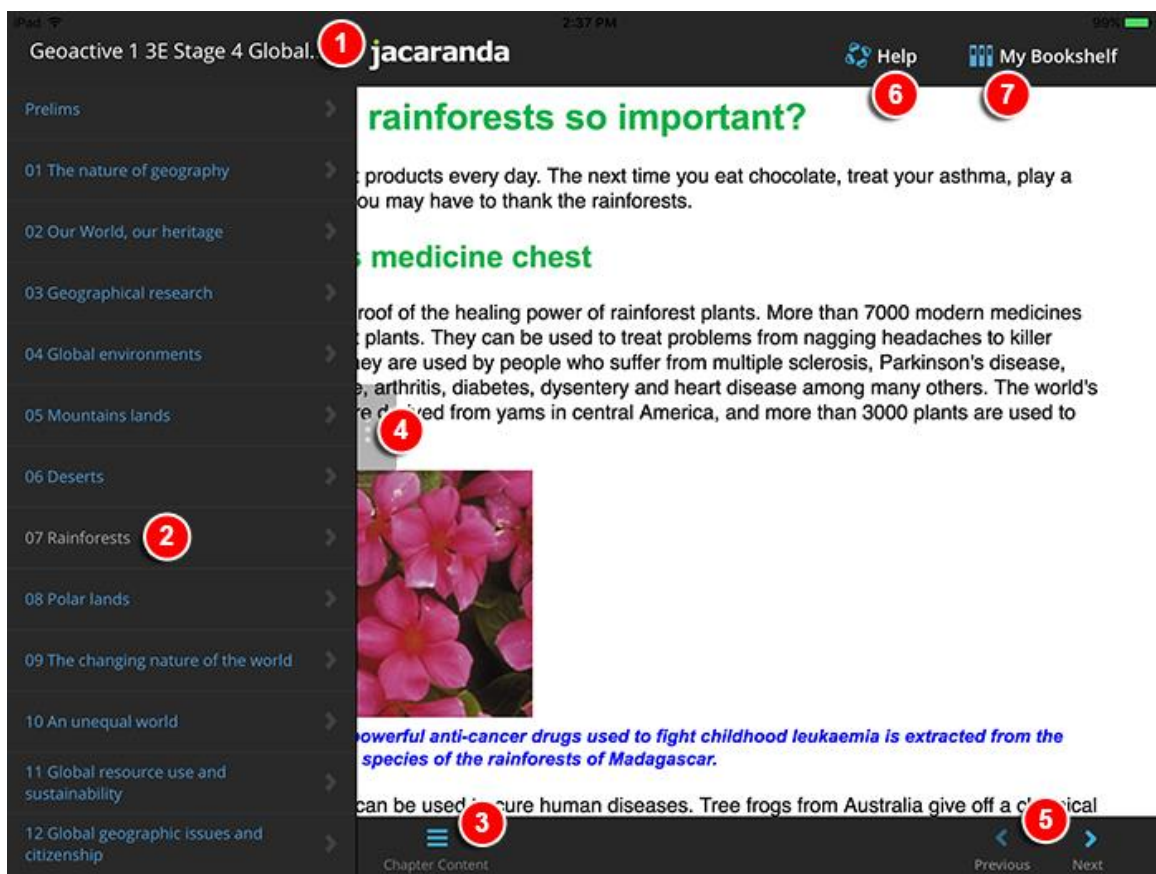 iPad 2:37 PM 99%
Geoactive 1 3E Stage 4 Global... 1 jacaranda
Help
My Bookshelf
6
7
Prelims
01 The nature of geography
02 Our World, our heritage
03 Geographical research
04 Global environments
05 Mountains lands
06 Deserts
07 Rainforests 2
08 Polar lands
09 The changing nature of the world
10 An unequal world
11 Global resource use and
sustainability
12 Global geographic issues and
citizenship
rainforests so important?
products every day. The next time you eat chocolate, treat your asthma, play a
ou may have to thank the rainforests.
medicine chest
roof of the healing power of rainforest plants. More than 7000 modern medicines
plants. They can be used to treat problems from nagging headaches to killer
ey are used by people who suffer from multiple sclerosis, Parkinson's disease,
, arthritis, diabetes, dysentery and heart disease among many others. The world's
from yams in central America, and more than 3000 plants are used to
4
powerful anti-cancer drugs used to fight childhood leukaemia is extracted from the
species of the rainforests of Madagascar.
can be used cure human diseases. Tree frogs from Australia give off a
3
5
Chapter Content
Previous
Next